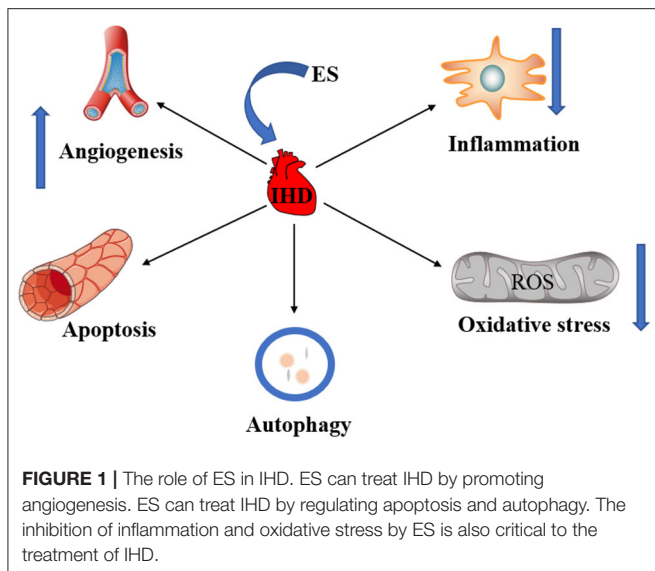 ES
Angiogenesis
Inflammation
IHD
Apoptosis
ROS
Oxidative stress
Autophagy
FIGURE 1 | The role of ES in IHD. ES can treat IHD by promoting
angiogenesis. ES can treat IHD by regulating apoptosis and autophagy. The
inhibition of inflammation and oxidative stress by ES is also critical to the
treatment of IHD.